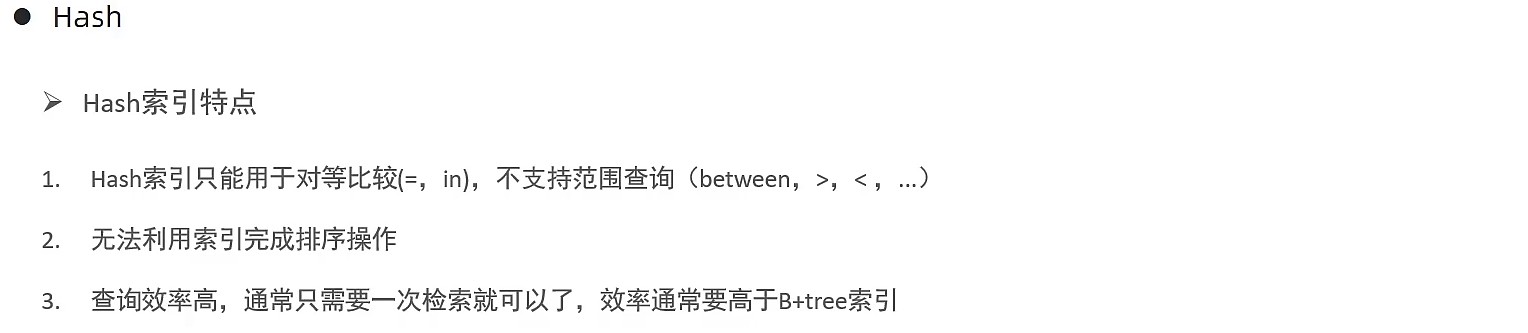 ● Hash
➢ Hash索引特点
1. Hash索引只能用于对等比较(=，in)，不支持范围查询（between，>，< ，...）
2. 无法利用索引完成排序操作
3. 查询效率高，通常只需要一次检索就可以了，效率通常要高于B+tree索引